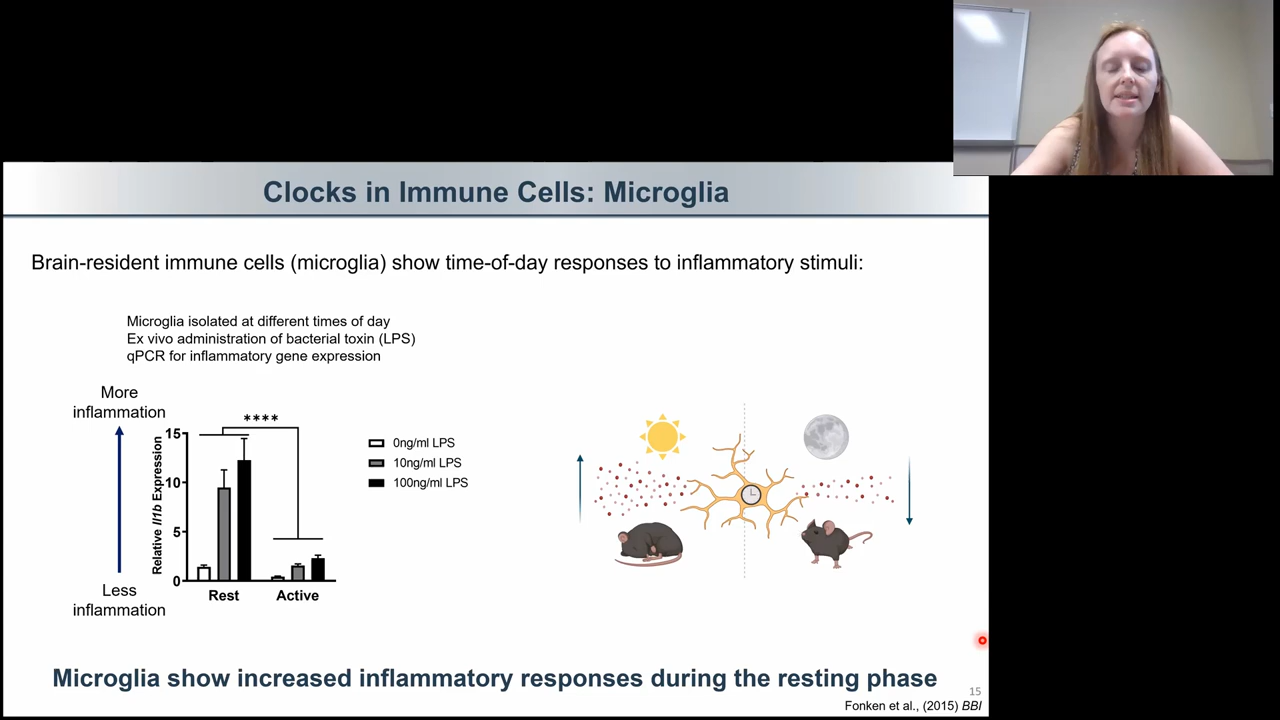 Clocks in Immune Cells: Microglia
Brain-resident immune cells (microglia) show time-of-day responses to inflammatory stimuli:
Microglia isolated at different times of day
Ex vivo administration of bacterial toxin (LPS)
qPCR for inflammatory gene expression
More
inflammation
Less
inflammation
Relative Il1b Expression
15
10
5
0
****
Rest
Active
0ng/ml LPS
10ng/ml LPS
100ng/ml LPS
Microglia show increased inflammatory responses during the resting phase
15
Fonken et al., (2015) BBI